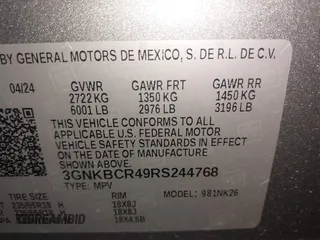 BY GENERAL MOTORS DE MEXICO, S. DE R.L. DE C.V.
04/24 GVWR GAWR FRT GAWR RR
2722 KG 1350 KG 1450 KG
6001 LB 2976 LB 3196 LB
THIS VEHICLE CONFORMS TO ALL
APPLICABLE U.S. FEDERAL MOTOR
VEHICLE SAFETY STANDARDS IN EFFECT
ON THE DATE OF MANUFACTURE
SHOWN ABOVE.
3GNKBCR49RS244768
TYPE: MPV MODEL: 981NK26
TIRE SIZE RIM
235/65R18 H 18X8J
18X8J
18X4.5B